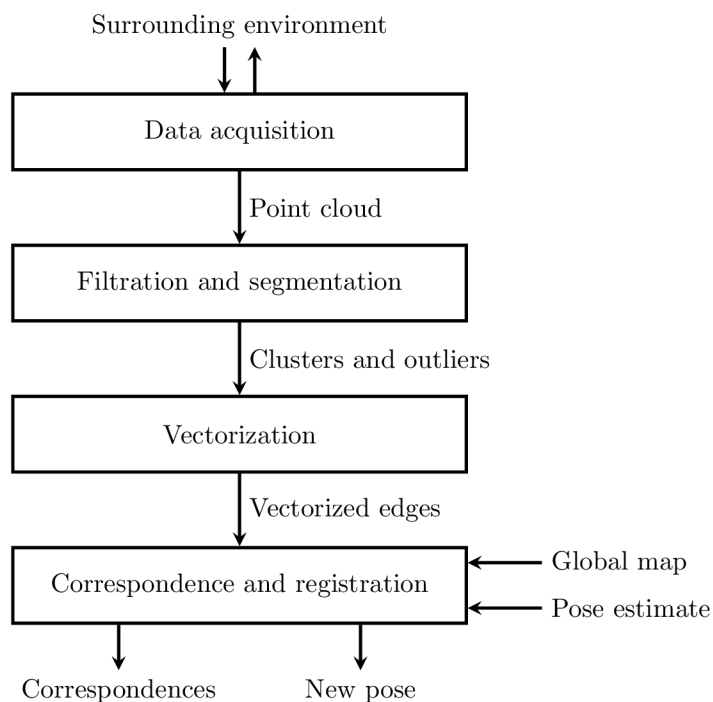 Surrounding environment
Data acquisition
Point cloud
Filtration and segmentation
Clusters and outliers
Vectorization
Vectorized edges
Correspondence and registration
Global map
Pose estimate
Correspondences
New pose